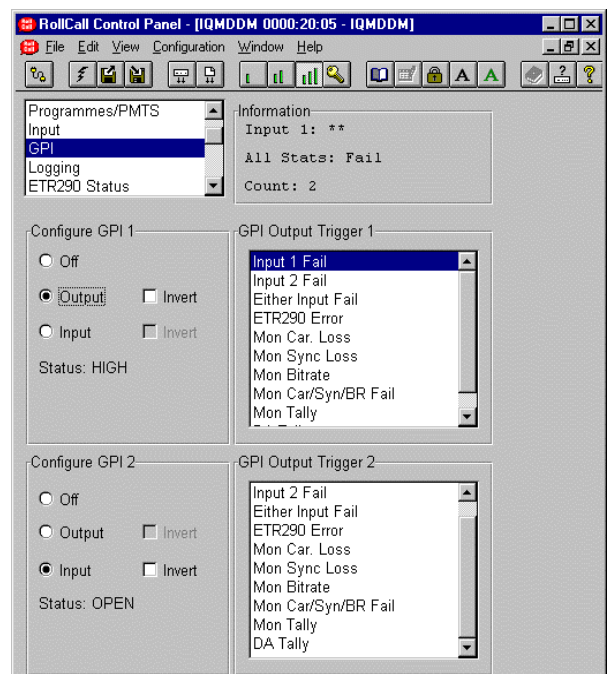 RollCall Control Panel - [IQMDDM 0000:20:05 - IQMDDM]
File Edit View Configuration Window Help
A A
Programmes/PMTS
Input
GPI
Logging
ETR290 Status
Information
Input 1: **
All Stats: Fail
Count: 2
Configure GPI 1
Off
Output Invert
Input Invert
Status: HIGH
GPI Output Trigger 1
Input 1 Fail
Input 2 Fail
Either Input Fail
ETR290 Error
Mon Car. Loss
Mon Sync Loss
Mon Bitrate
Mon Car/Syn/BR Fail
Mon Tally
Configure GPI 2
Off
Output Invert
Input Invert
Status: OPEN
GPI Output Trigger 2
Input 2 Fail
Either Input Fail
ETR290 Error
Mon Car. Loss
Mon Sync Loss
Mon Bitrate
Mon Car/Syn/BR Fail
Mon Tally
DA Tally